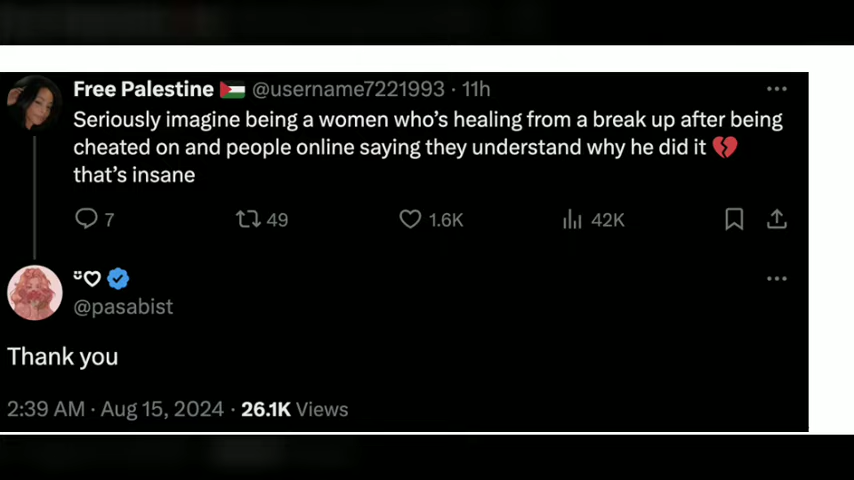 Free Palestine 🇵🇸 @username7221993 · 11h
Seriously imagine being a women who's healing from a break up after being
cheated on and people online saying they understand why he did it 💔
that's insane
7 49 1.6K 42K
@pasabist
Thank you
2:39 AM · Aug 15, 2024 · 26.1K Views